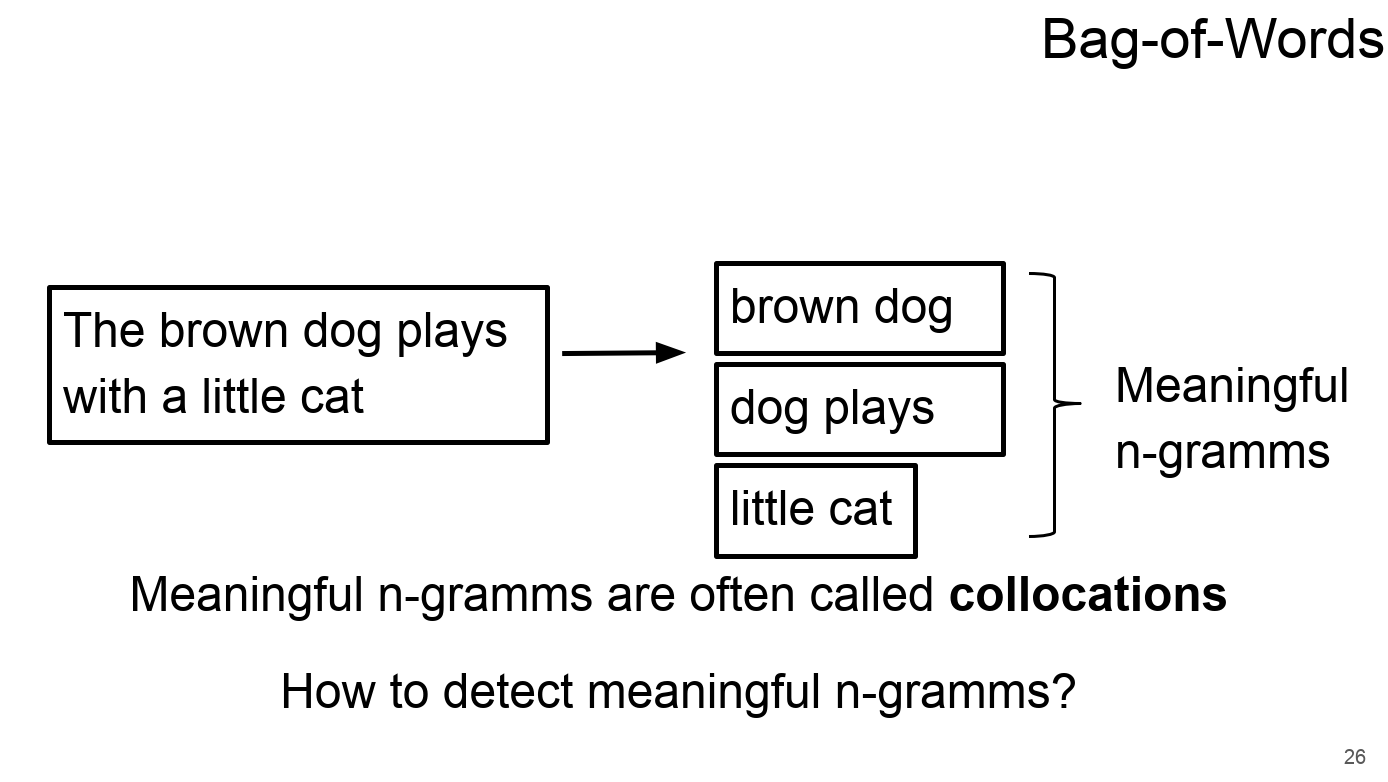 Bag-of-Words
The brown dog plays
with a little cat
brown dog
dog plays
little cat
Meaningful
n-gramms
Meaningful n-gramms are often called collocations
How to detect meaningful n-gramms?
26